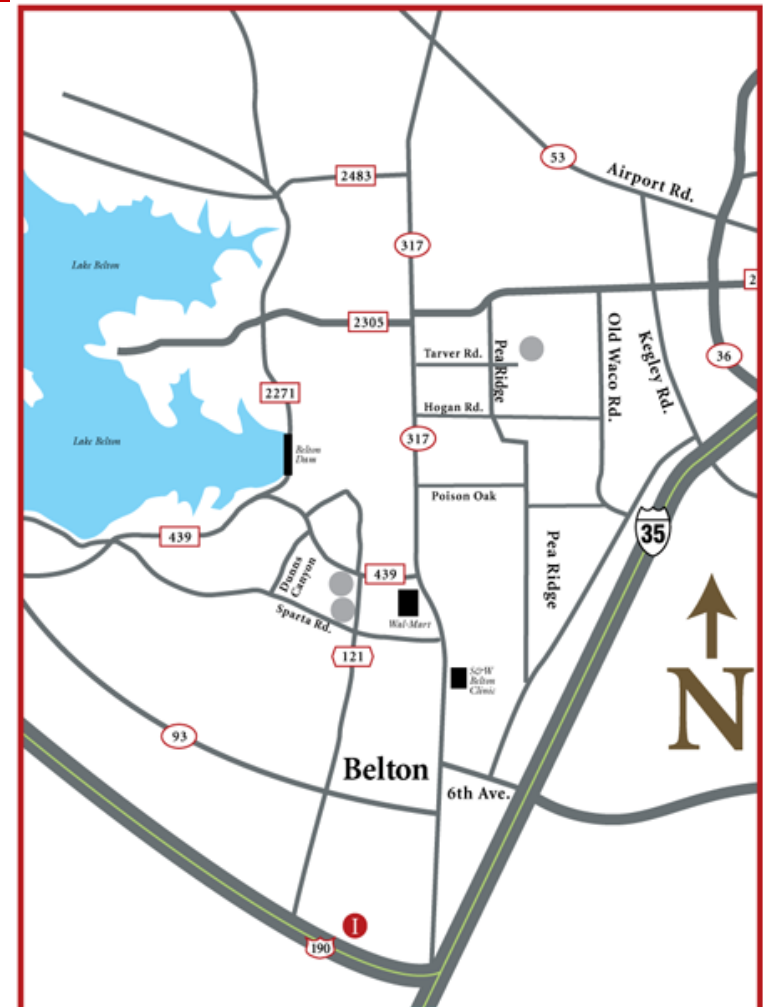 53
Airport Rd.
2483
317
Lake Belton
2
2305
Tarver Rd.
Pea Ridge
Old Waco Rd.
Kegley Rd.
36
2271
Hogan Rd.
317
Lake Belton
Belton
Dam
Poison Oak
439
35
Pea Ridge
Dunns
Canyon
439
Sparta Rd.
Wal-Mart
121
S&W
Belton
Clinic
N
93
Belton
6th Ave.
I
190